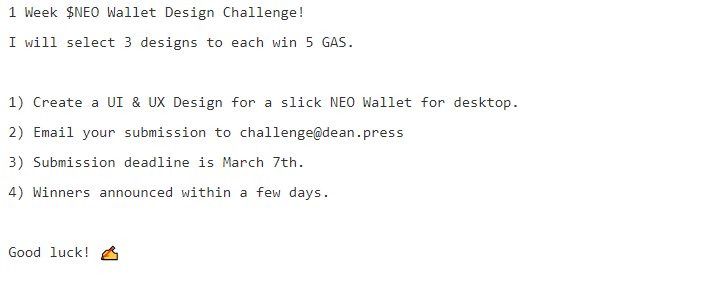 1 Week $NEO Wallet Design Challenge!
I will select 3 designs to each win 5 GAS.
1) Create a UI & UX Design for a slick NEO Wallet for desktop.
2) Email your submission to challenge@dean.press
3) Submission deadline is March 7th.
4) Winners announced within a few days.
Good luck! ✍